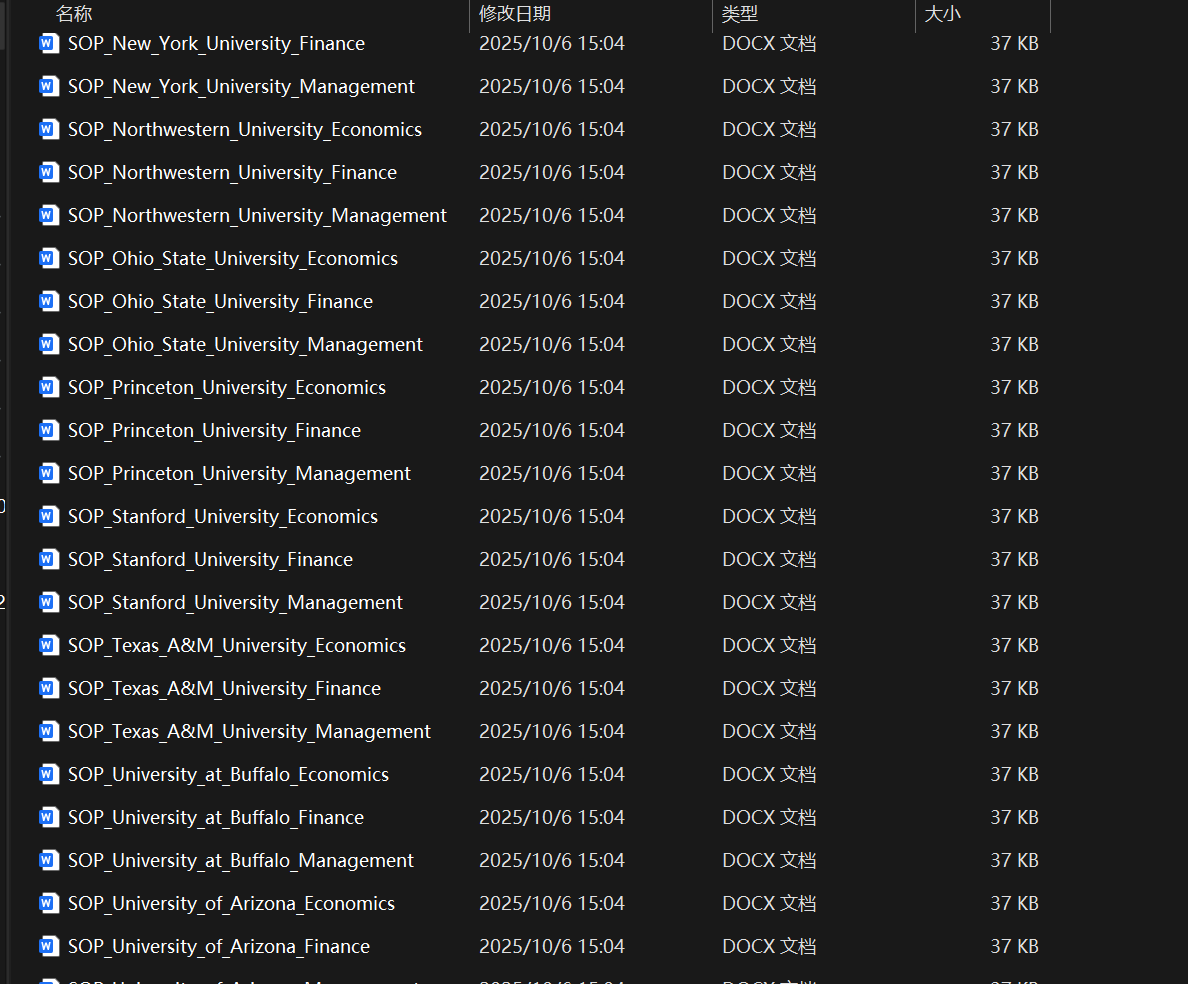 名称 修改日期 类型 大小
SOP_New_York_University_Finance 2025/10/6 15:04 DOCX 文档 37 KB
SOP_New_York_University_Management 2025/10/6 15:04 DOCX 文档 37 KB
SOP_Northwestern_University_Economics 2025/10/6 15:04 DOCX 文档 37 KB
SOP_Northwestern_University_Finance 2025/10/6 15:04 DOCX 文档 37 KB
SOP_Northwestern_University_Management 2025/10/6 15:04 DOCX 文档 37 KB
SOP_Ohio_State_University_Economics 2025/10/6 15:04 DOCX 文档 37 KB
SOP_Ohio_State_University_Finance 2025/10/6 15:04 DOCX 文档 37 KB
SOP_Ohio_State_University_Management 2025/10/6 15:04 DOCX 文档 37 KB
SOP_Princeton_University_Economics 2025/10/6 15:04 DOCX 文档 37 KB
SOP_Princeton_University_Finance 2025/10/6 15:04 DOCX 文档 37 KB
SOP_Princeton_University_Management 2025/10/6 15:04 DOCX 文档 37 KB
SOP_Stanford_University_Economics 2025/10/6 15:04 DOCX 文档 37 KB
SOP_Stanford_University_Finance 2025/10/6 15:04 DOCX 文档 37 KB
SOP_Stanford_University_Management 2025/10/6 15:04 DOCX 文档 37 KB
SOP_Texas_A&M_University_Economics 2025/10/6 15:04 DOCX 文档 37 KB
SOP_Texas_A&M_University_Finance 2025/10/6 15:04 DOCX 文档 37 KB
SOP_Texas_A&M_University_Management 2025/10/6 15:04 DOCX 文档 37 KB
SOP_University_at_Buffalo_Economics 2025/10/6 15:04 DOCX 文档 37 KB
SOP_University_at_Buffalo_Finance 2025/10/6 15:04 DOCX 文档 37 KB
SOP_University_at_Buffalo_Management 2025/10/6 15:04 DOCX 文档 37 KB
SOP_University_of_Arizona_Economics 2025/10/6 15:04 DOCX 文档 37 KB
SOP_University_of_Arizona_Finance 2025/10/6 15:04 DOCX 文档 37 KB